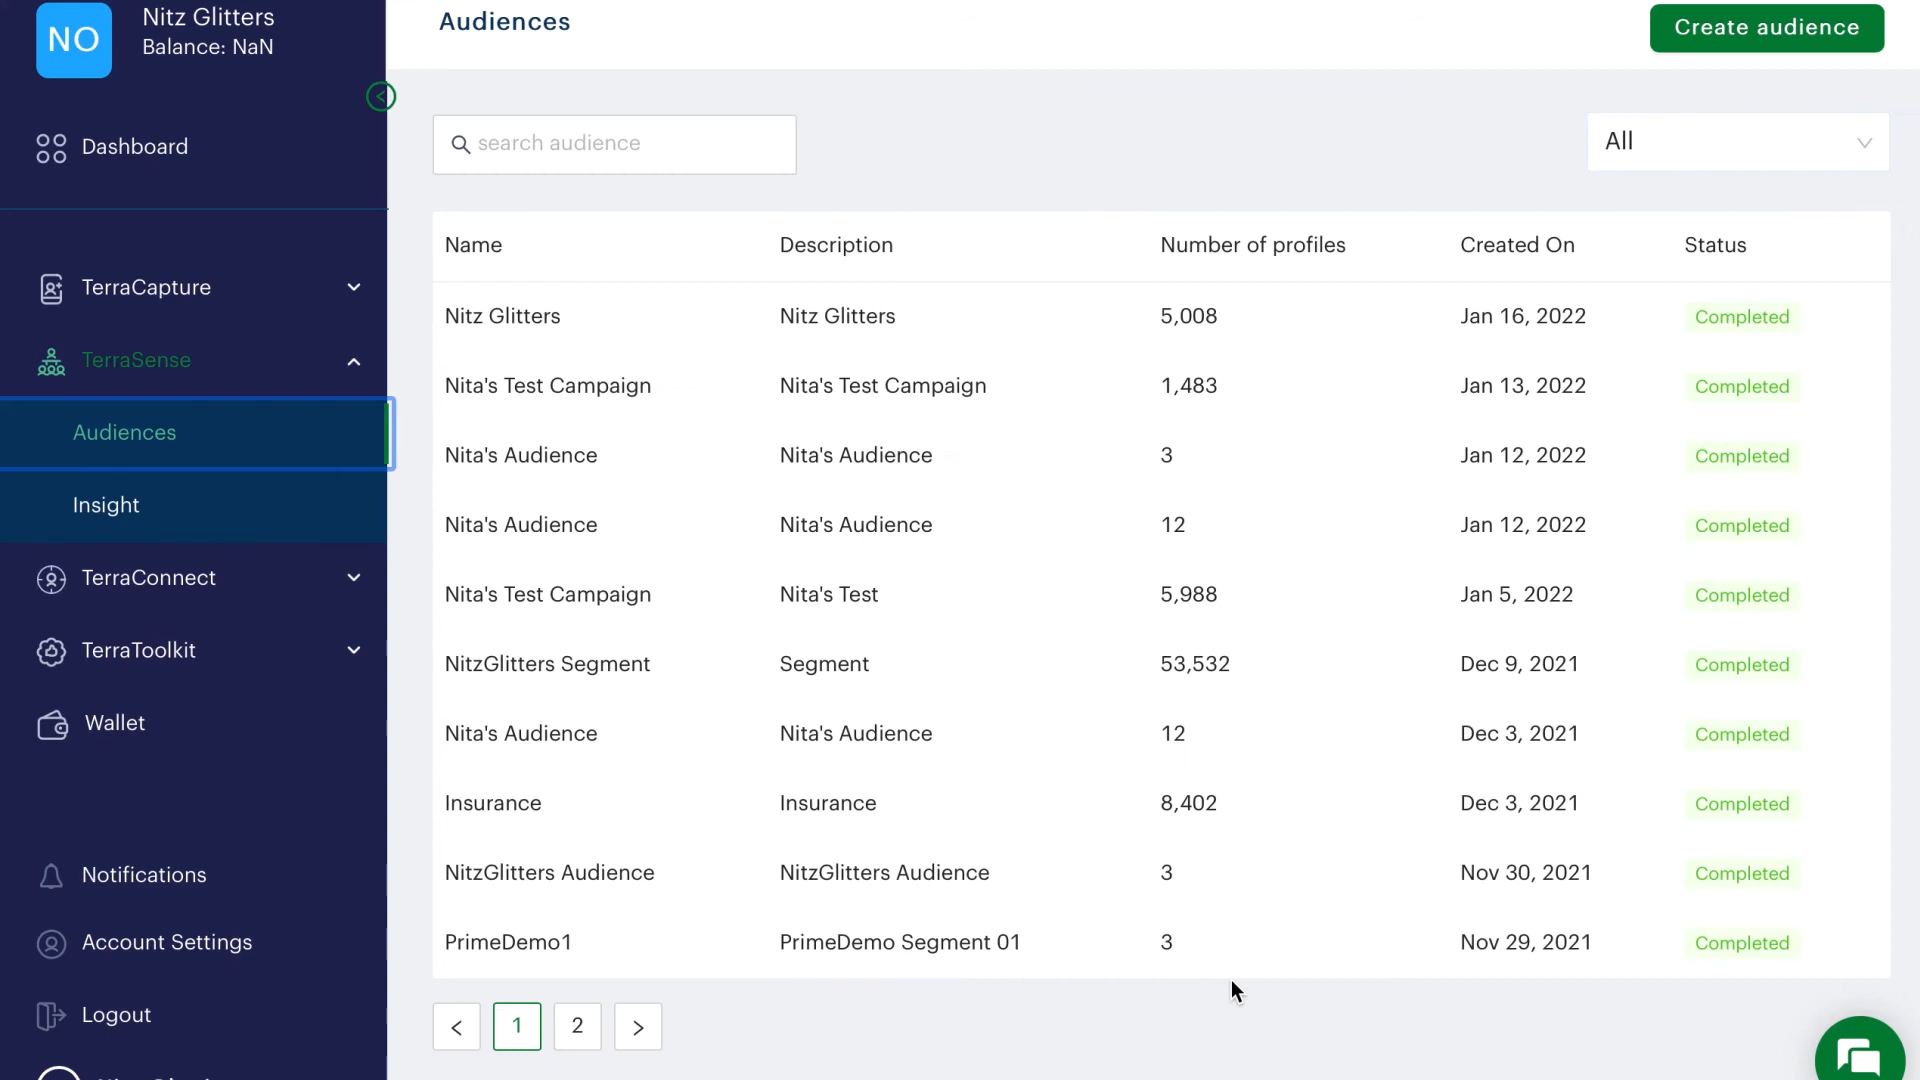 NO
Nitz Glitters
Balance: NaN
Dashboard
TerraCapture
TerraSense
Audiences
Insight
TerraConnect
TerraToolkit
Wallet
Notifications
Account Settings
Logout
Audiences
Create audience
search audience
All
Name Description Number of profiles Created On Status
Nitz Glitters Nitz Glitters 5,008 Jan 16, 2022 Completed
Nita's Test Campaign Nita's Test Campaign 1,483 Jan 13, 2022 Completed
Nita's Audience Nita's Audience 3 Jan 12, 2022 Completed
Nita's Audience Nita's Audience 12 Jan 12, 2022 Completed
Nita's Test Campaign Nita's Test 5,988 Jan 5, 2022 Completed
NitzGlitters Segment Segment 53,532 Dec 9, 2021 Completed
Nita's Audience Nita's Audience 12 Dec 3, 2021 Completed
Insurance Insurance 8,402 Dec 3, 2021 Completed
NitzGlitters Audience NitzGlitters Audience 3 Nov 30, 2021 Completed
PrimeDemo1 PrimeDemo Segment 01 3 Nov 29, 2021 Completed
< 1 2 >